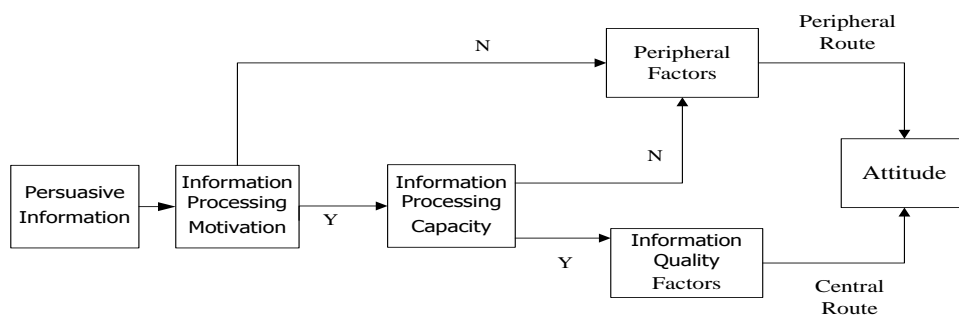 Peripheral
Route
N
Peripheral
Factors
N
Persuasive
Information
Information
Processing
Motivation
Y
Information
Processing
Capacity
Attitude
Y
Information
Quality
Factors
Central
Route